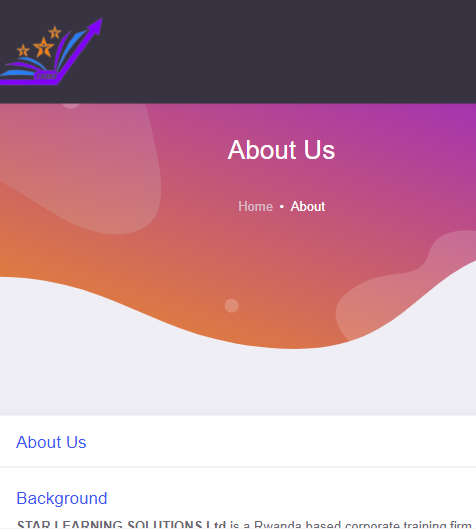 About Us
Home • About
About Us
Background
STAR LEARNING SOLUTIONS Ltd is a Rwanda based corporate training firm